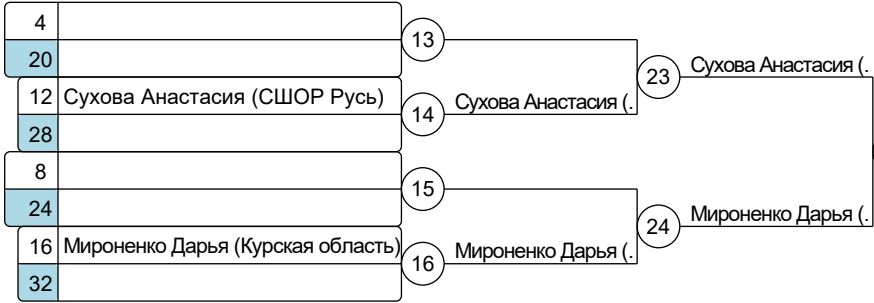 4
13
20
Сухова Анастасия (.
23
12 Сухова Анастасия (СШОР Русь)
14
Сухова Анастасия (.
28
8
15
24
Мироненко Дарья (.
24
16 Мироненко Дарья (Курская область)
16
Мироненко Дарья (.
32